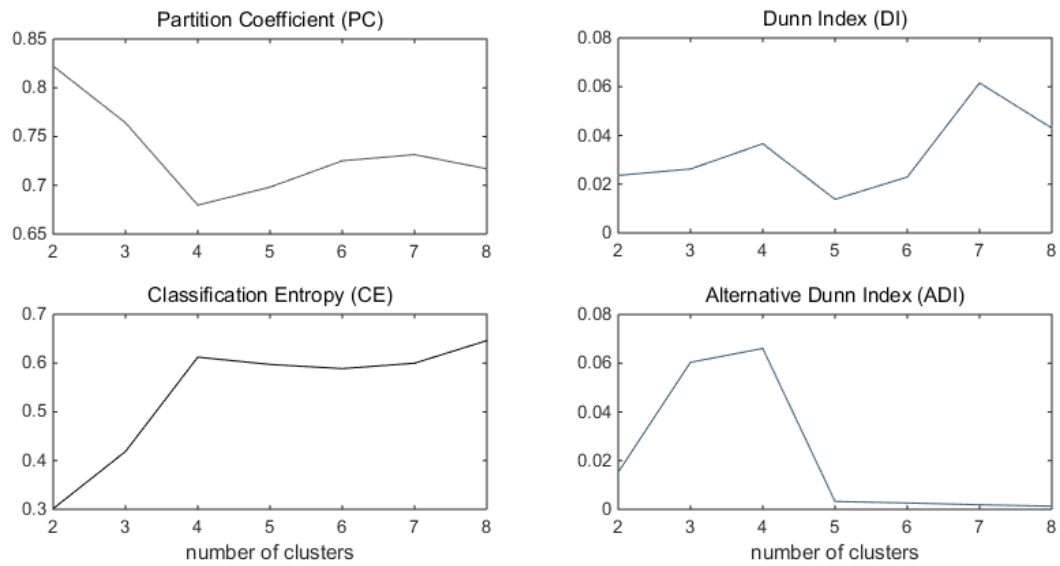 Partition Coefficient (PC)
0.85
0.8
0.75
0.7
0.65
2 3 4 5 6 7 8
Dunn Index (DI)
0.08
0.06
0.04
0.02
0
2 3 4 5 6 7 8
Classification Entropy (CE)
0.7
0.6
0.5
0.4
0.3
2 3 4 5 6 7 8
number of clusters
Alternative Dunn Index (ADI)
0.08
0.06
0.04
0.02
0
2 3 4 5 6 7 8
number of clusters